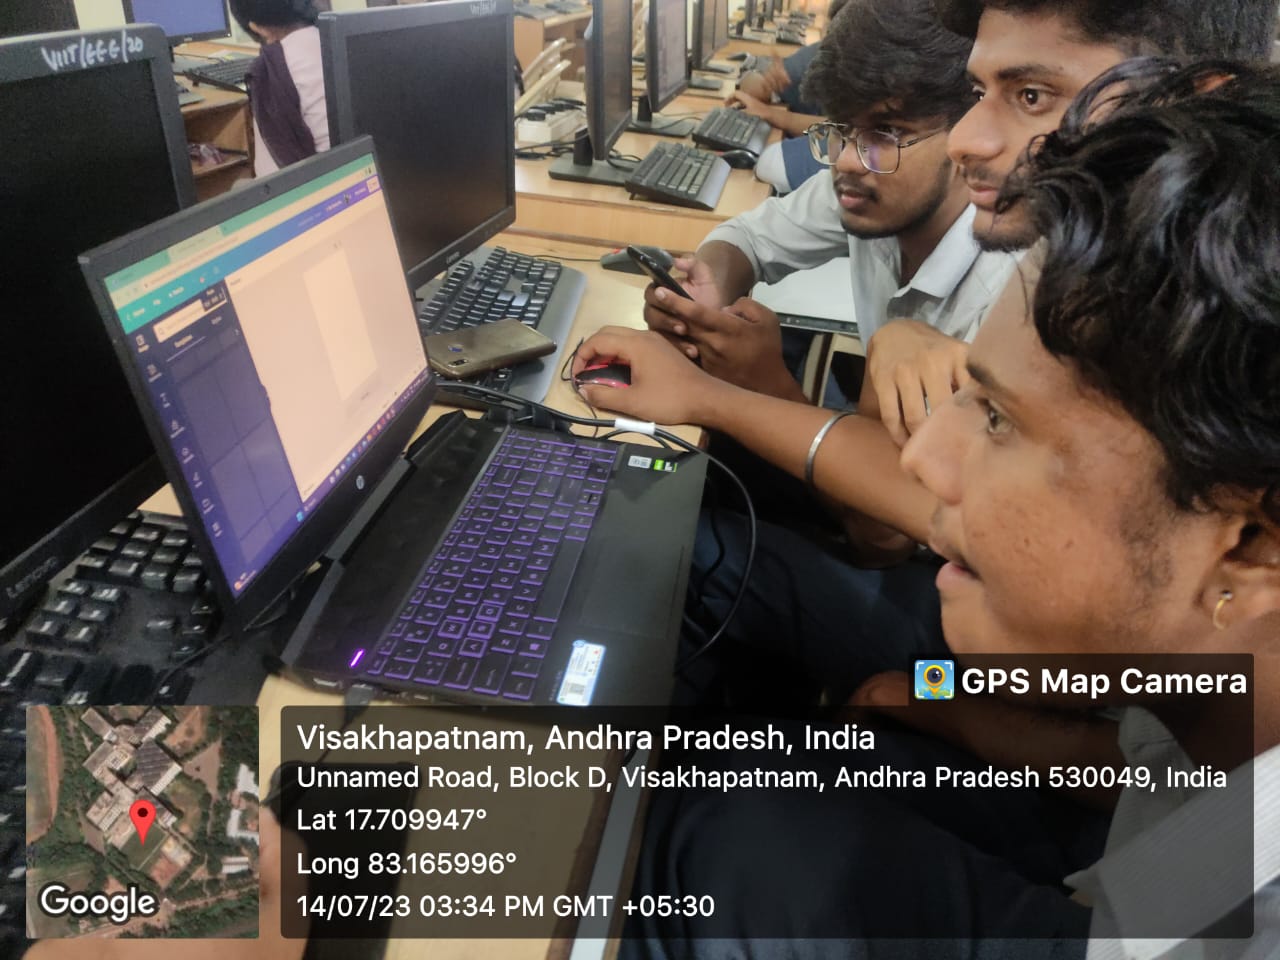 VIIT/EEE/20
Lenovo
hp
GPS Map Camera
Visakhapatnam, Andhra Pradesh, India
Unnamed Road, Block D, Visakhapatnam, Andhra Pradesh 530049, India
Lat 17.709947°
Long 83.165996°
14/07/23 03:34 PM GMT +05:30
Google